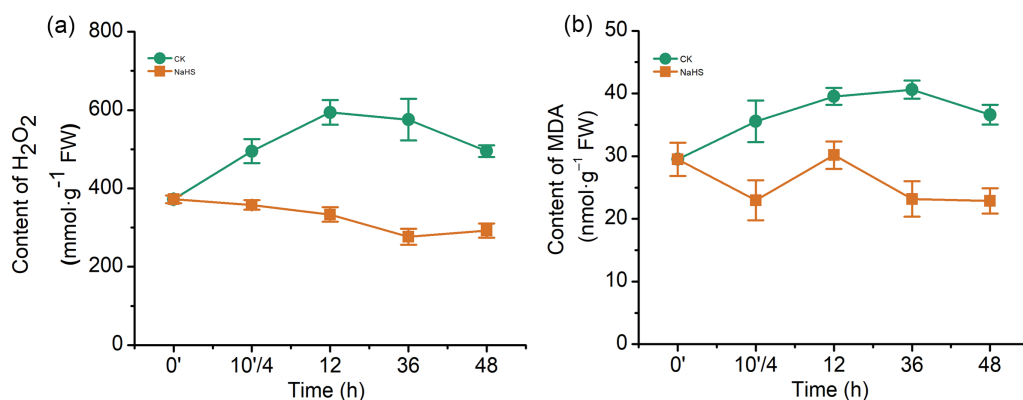 (a)
Content of H2O2
(mmol·g−1 FW)
800
600
400
200
0
CK
NaHS
0'
10'/4
12
36
48
Time (h)
(b)
Content of MDA
(nmol·g−1 FW)
50
40
30
20
10
0
CK
NaHS
0'
10'/4
12
36
48
Time (h)